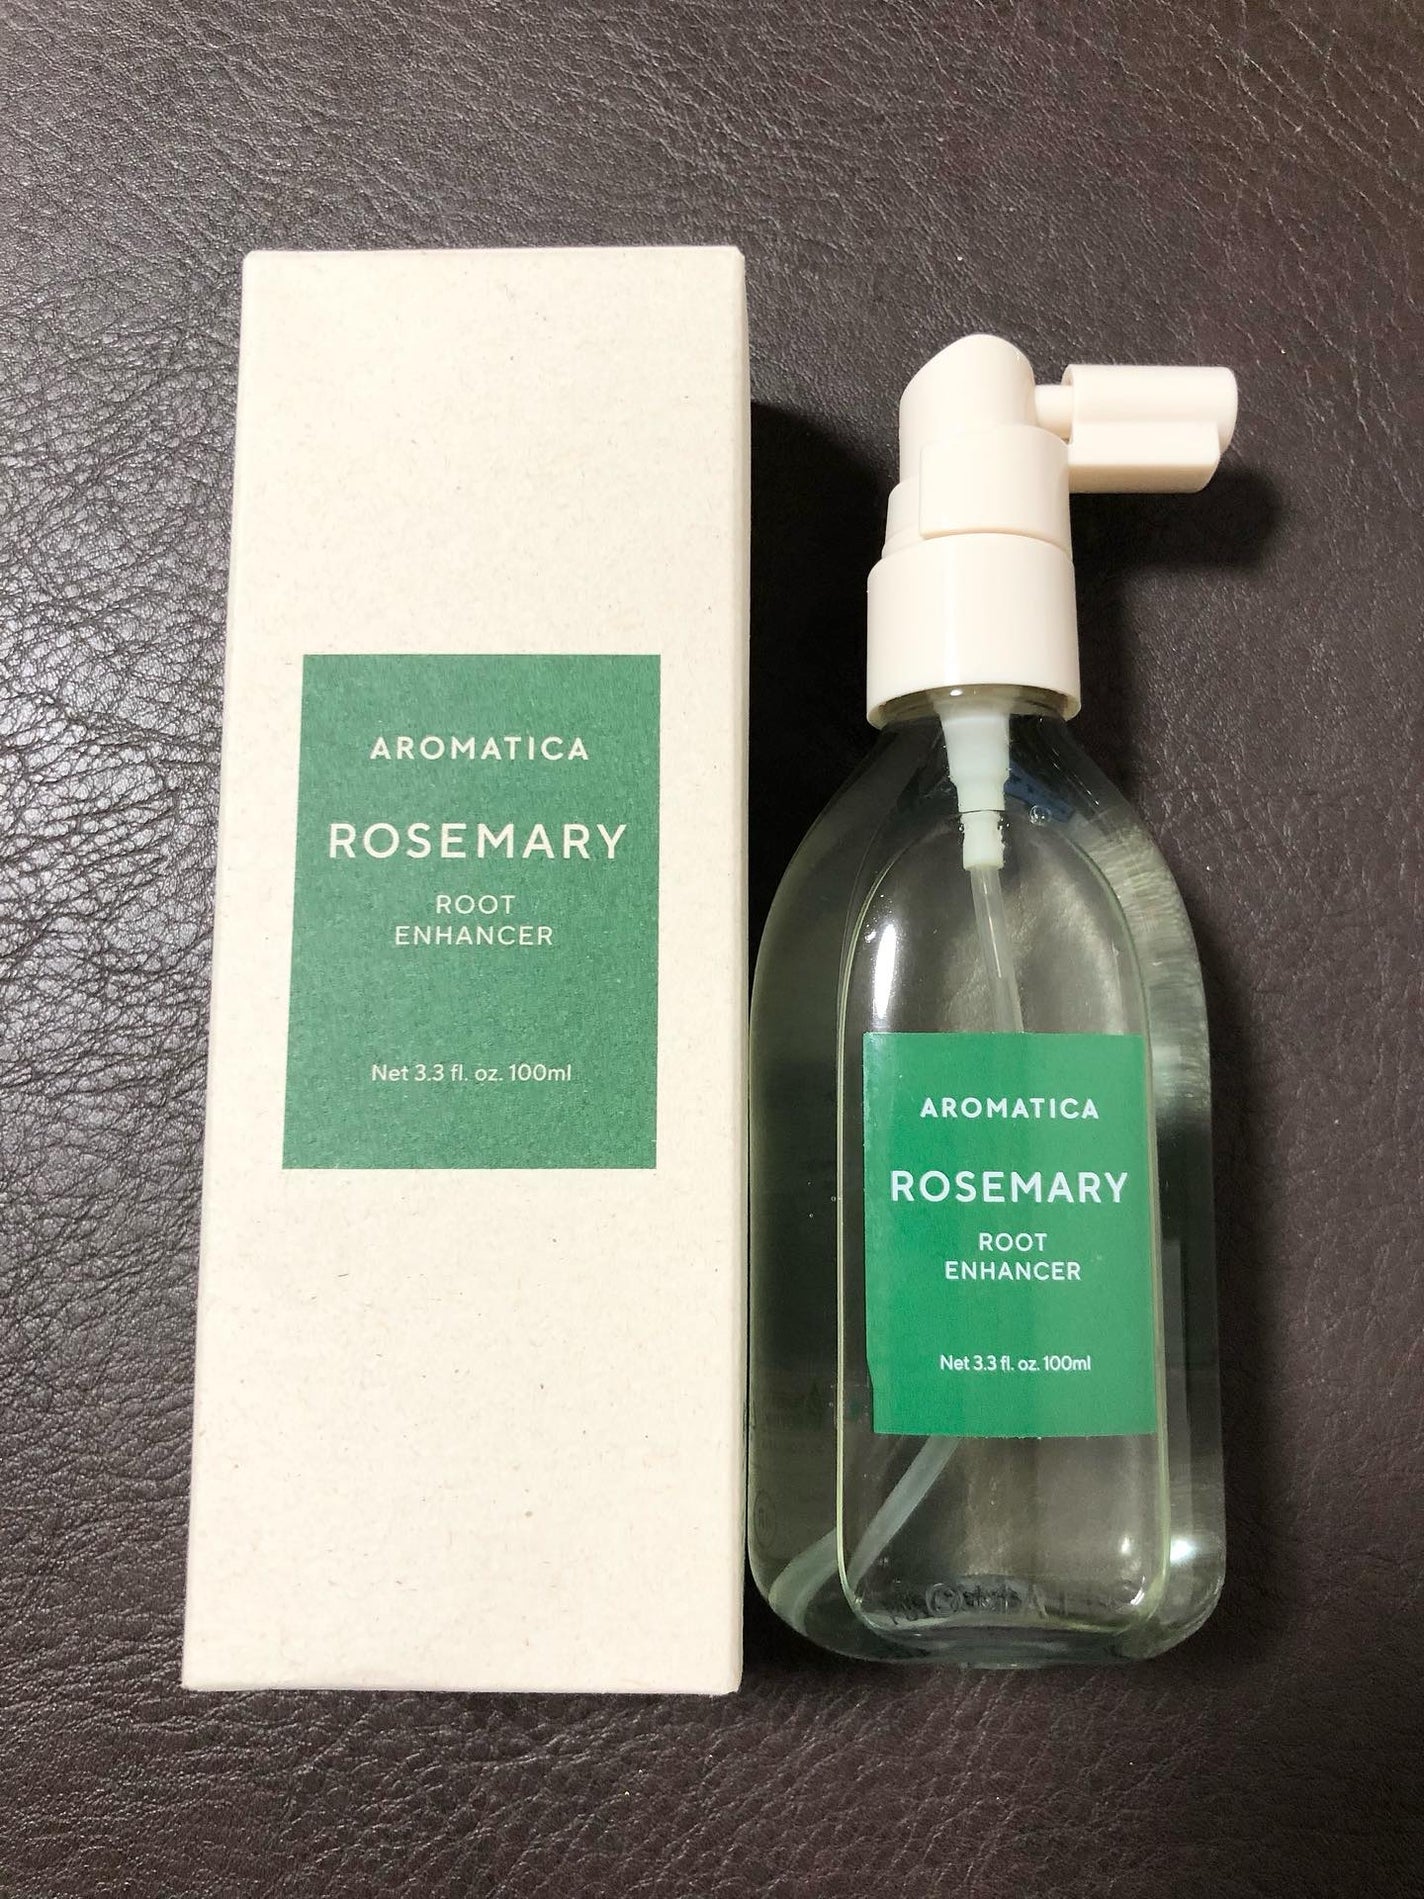 AROMATICA
ROSEMARY
ROOT
ENHANCER
Net 3.3 fl. oz. 100ml
AROMATICA
ROSEMARY
ROOT
ENHANCER
Net 3.3 fl. oz. 100ml